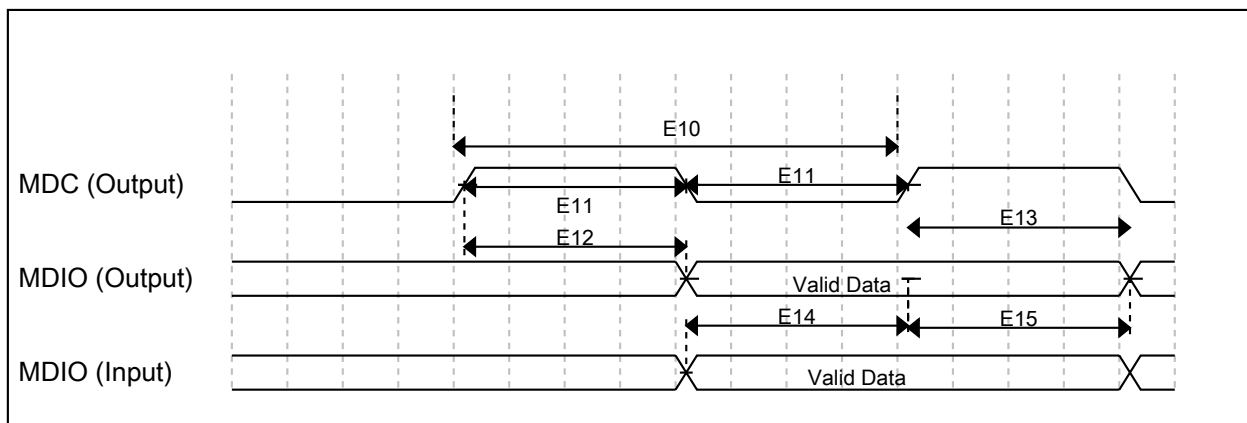 E10
MDC (Output)
E11
E11
E12
E13
MDIO (Output)
Valid Data
E14
E15
MDIO (Input)
Valid Data